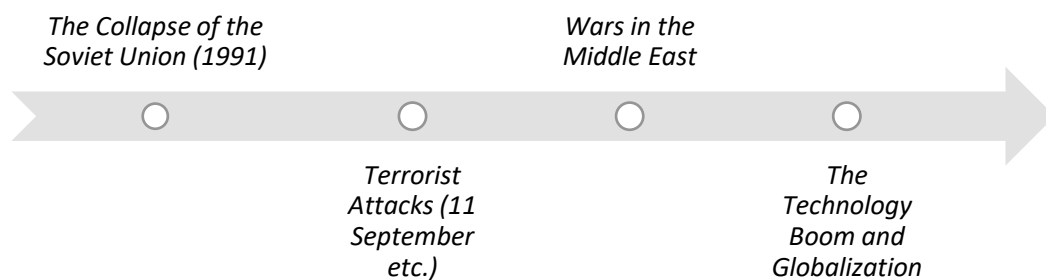 The Collapse of the
Soviet Union (1991)
Terrorist
Attacks (11
September
etc.)
Wars in the
Middle East
The
Technology
Boom and
Globalization